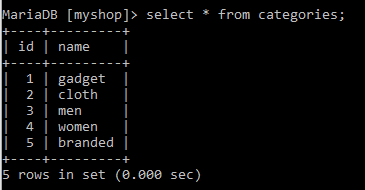 MariaDB [myshop]> select * from categories;
+----+---------+
| id | name    |
+----+---------+
|  1 | gadget  |
|  2 | cloth   |
|  3 | men     |
|  4 | women   |
|  5 | branded |
+----+---------+
5 rows in set (0.000 sec)